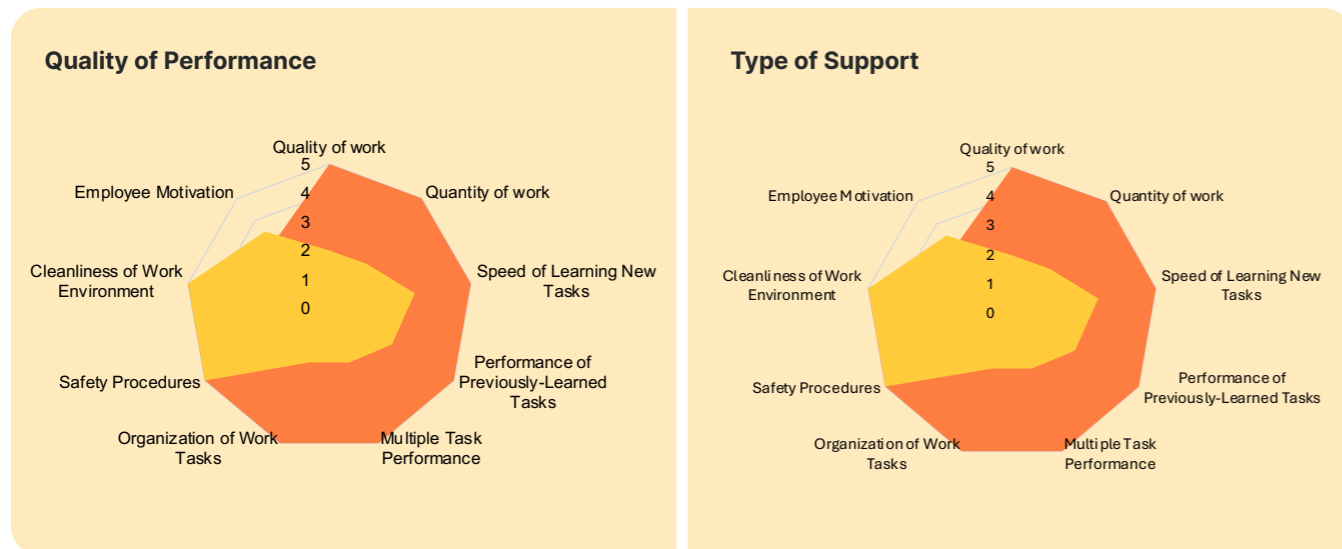 Quality of Performance
Quality of work
5
4
3
2
1
0
Employee Motivation
Quantity of work
Cleanliness of Work
Environment
Speed of Learning New
Tasks
Safety Procedures
Performance of
Previously-Learned
Tasks
Organization of Work
Tasks
Multiple Task
Performance
Type of Support
Quality of work
5
4
3
2
1
0
Employee Motivation
Quantity of work
Cleanliness of Work
Environment
Speed of Learning New
Tasks
Safety Procedures
Performance of
Previously-Learned Tasks
Organization of Work
Tasks
Multiple Task
Performance